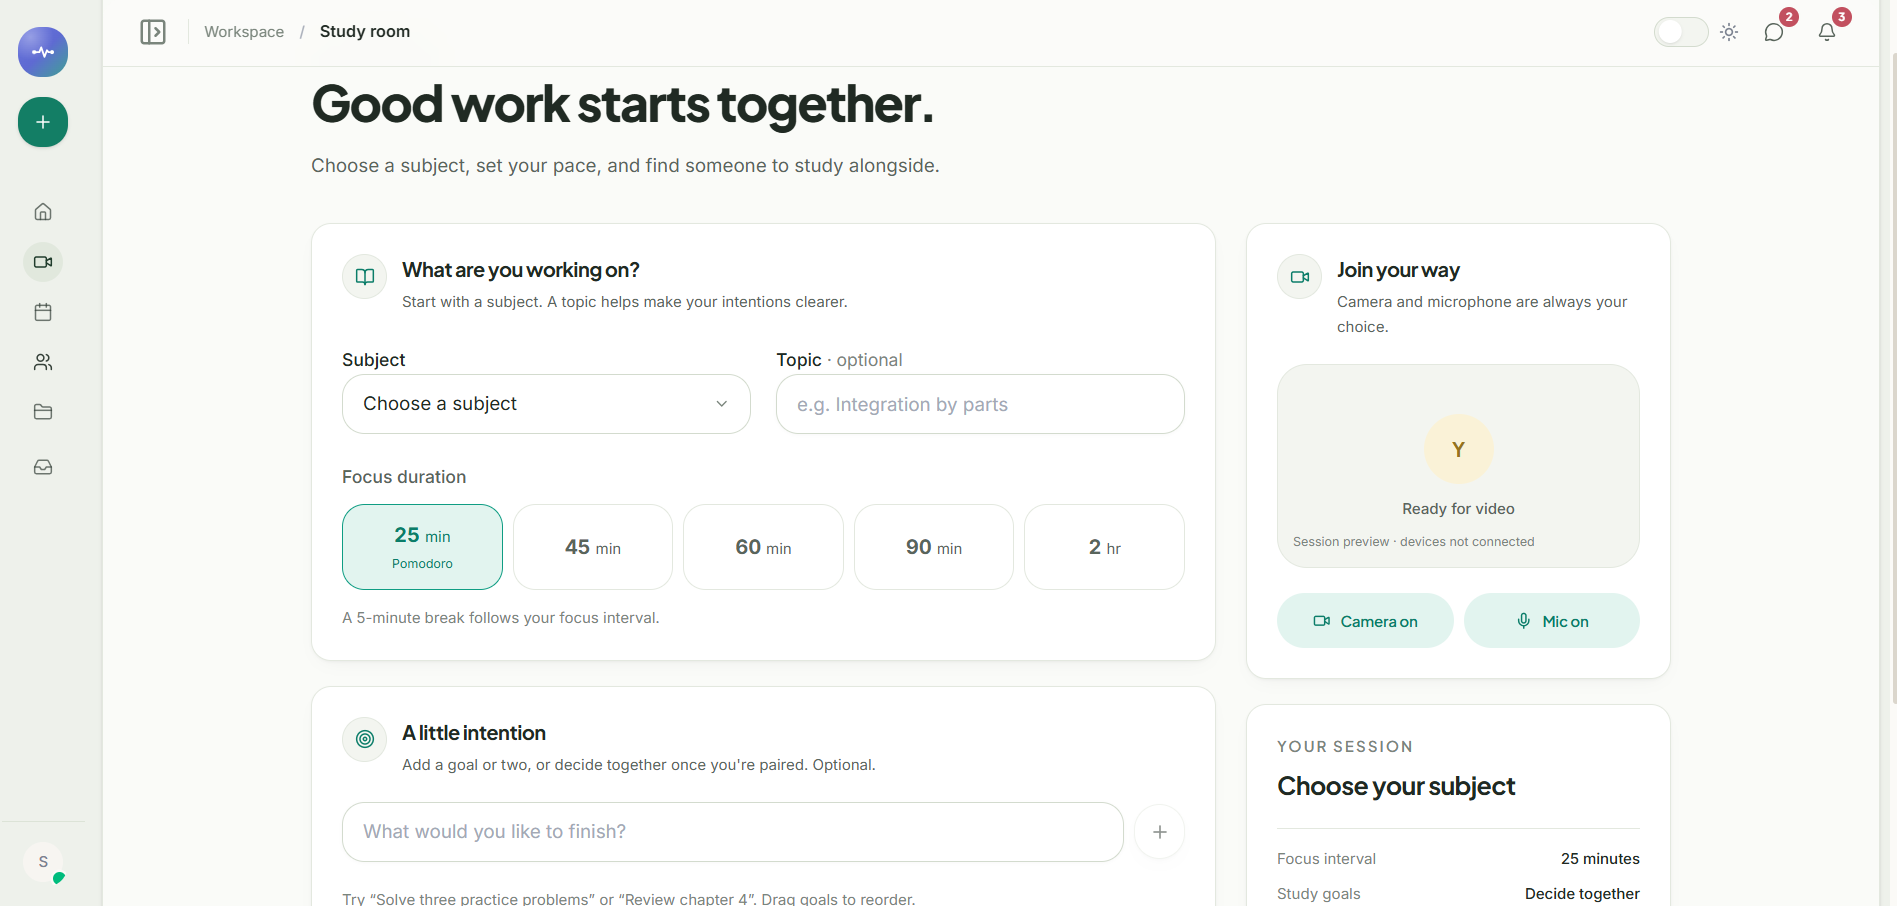 Workspace / Study room
2
3
Good work starts together.
Choose a subject, set your pace, and find someone to study alongside.
What are you working on?
Start with a subject. A topic helps make your intentions clearer.
Subject
Choose a subject
Topic · optional
e.g. Integration by parts
Focus duration
25 min
Pomodoro
45 min
60 min
90 min
2 hr
A 5-minute break follows your focus interval.
A little intention
Add a goal or two, or decide together once you're paired. Optional.
What would you like to finish?
Try “Solve three practice problems” or “Review chapter 4”. Drag goals to reorder.
Join your way
Camera and microphone are always your
choice.
Y
Ready for video
Session preview · devices not connected
Camera on
Mic on
YOUR SESSION
Choose your subject
Focus interval 25 minutes
Study goals Decide together
S